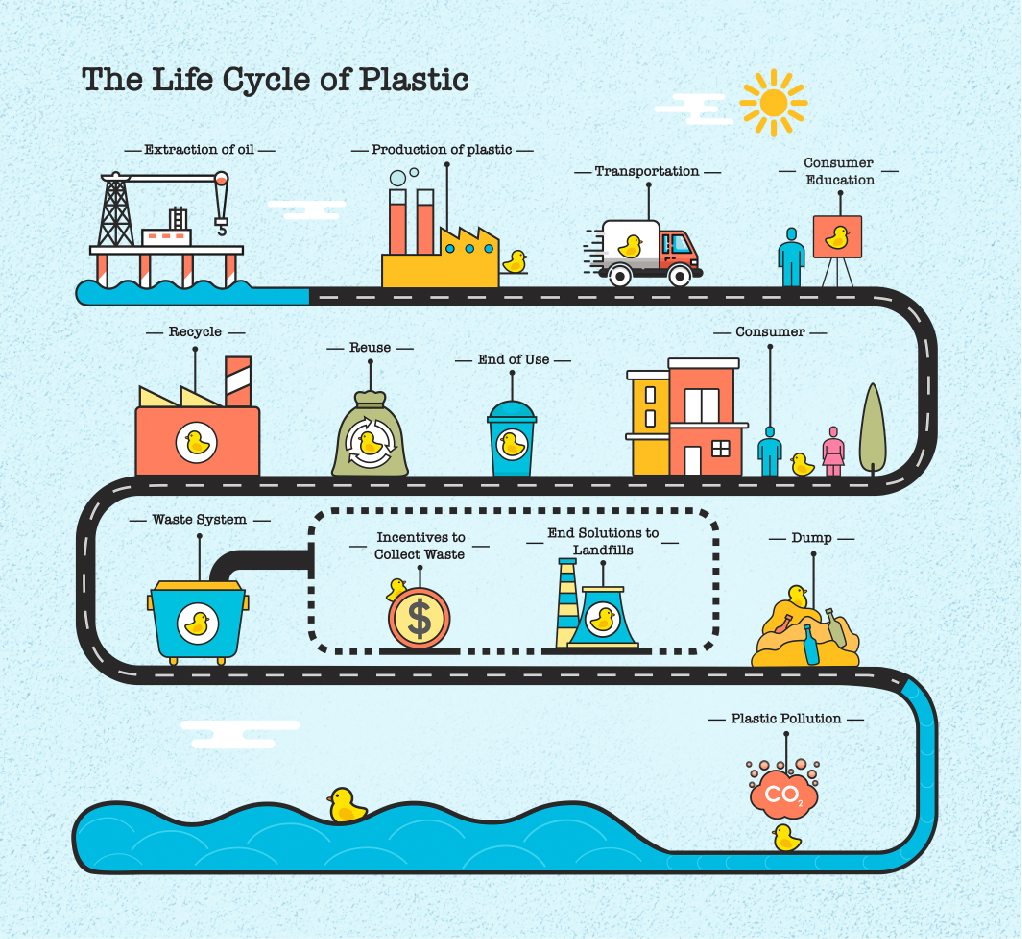 The Life Cycle of Plastic
Extraction of oil
Production of plastic
Transportation
Consumer
Education
Recycle
Reuse
End of Use
Consumer
Waste System
Incentives to
Collect Waste
$
End Solutions to
Landfills
Dump
Plastic Pollution
CO₂